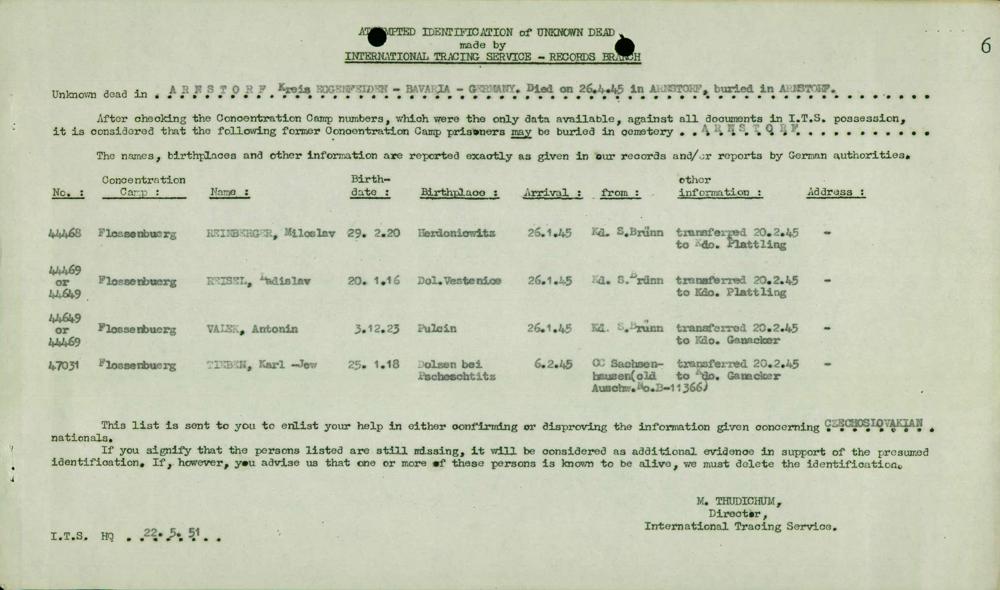 ATTEMPTED IDENTIFICATION of UNKNOWN DEAD
made by
INTERNATIONAL TRACING SERVICE - RECORDS BRANCH
6
Unknown dead in . ARNSTORF Kreis EGGENFELDEN - BAVARIA - GERMANY. Died on 26.4.45 in ARNSTORF, buried in ARNSTORF.
After checking the Concentration Camp numbers, which were the only data available, against all documents in I.T.S. possession,
it is considered that the following former Concentration Camp prisoners may be buried in cemetery . . ARNSTORF
The names, birthplaces and other information are reported exactly as given in our records and/or reports by German authorities.
No. : Concentration Camp : Name : Birth-date : Birthplace : Arrival : from : other information : Address :
44468 Flossenbuerg REINBERGER, Miloslav 29. 2.20 Herdoniowitz 26.1.45 Kd. S.Brünn transferred 20.2.45 -
to Kdo. Plattling
44469
or Flossenbuerg REISEL, Ladislav 20. 1.16 Dol.Vestenice 26.1.45 Kd. S.Brünn transferred 20.2.45 -
44649 to Kdo. Plattling
44649
or Flossenbuerg VALEK, Antonin 3.12.23 Pulcin 26.1.45 Kd. S.Brünn transferred 20.2.45 -
44469 to Kdo. Ganacker
47031 Flossenbuerg Karl -Jew 25. 1.18 Dolzen bei 6.2.45 CC Sachsen- transferred 20.2.45 -
Pscheschtitz hausen(old to Kdo. Ganacker
Auschw.No.B-11366)
This list is sent to you to enlist your help in either confirming or disproving the information given concerning CZECHOSLOVAKIAN .
nationals.
If you signify that the persons listed are still missing, it will be considered as additional evidence in support of the presumed
identification. If, however, you advise us that one or more of these persons is known to be alive, we must delete the identification.
M. THUDICHUM,
Director,
International Tracing Service.
I.T.S. HQ . 22. 5. 51 . .